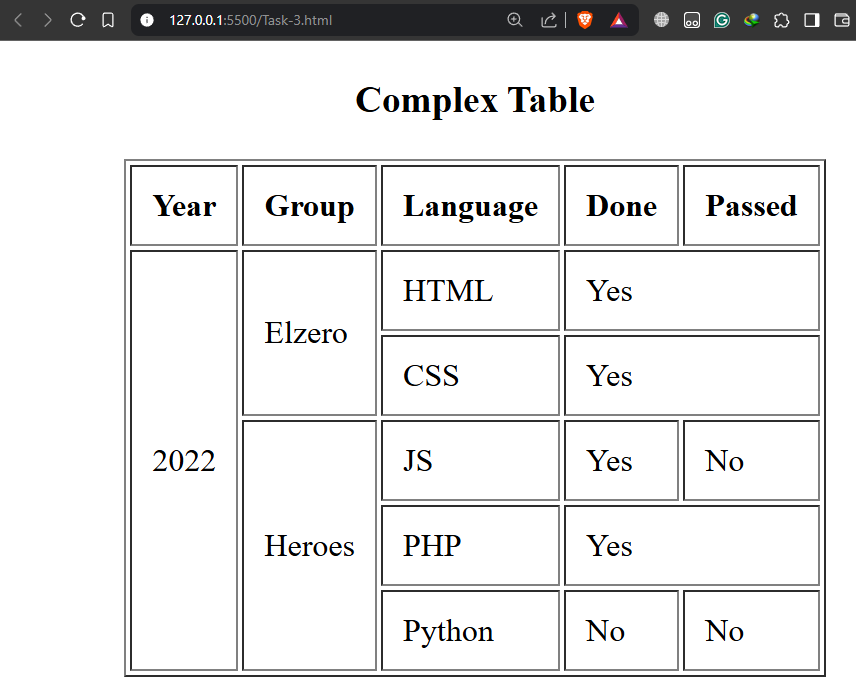 127.0.0.1:5500/Task-3.html
Complex Table
Year Group Language Done Passed
2022 Elzero HTML Yes
CSS Yes
Heroes JS Yes No
PHP Yes
Python No No